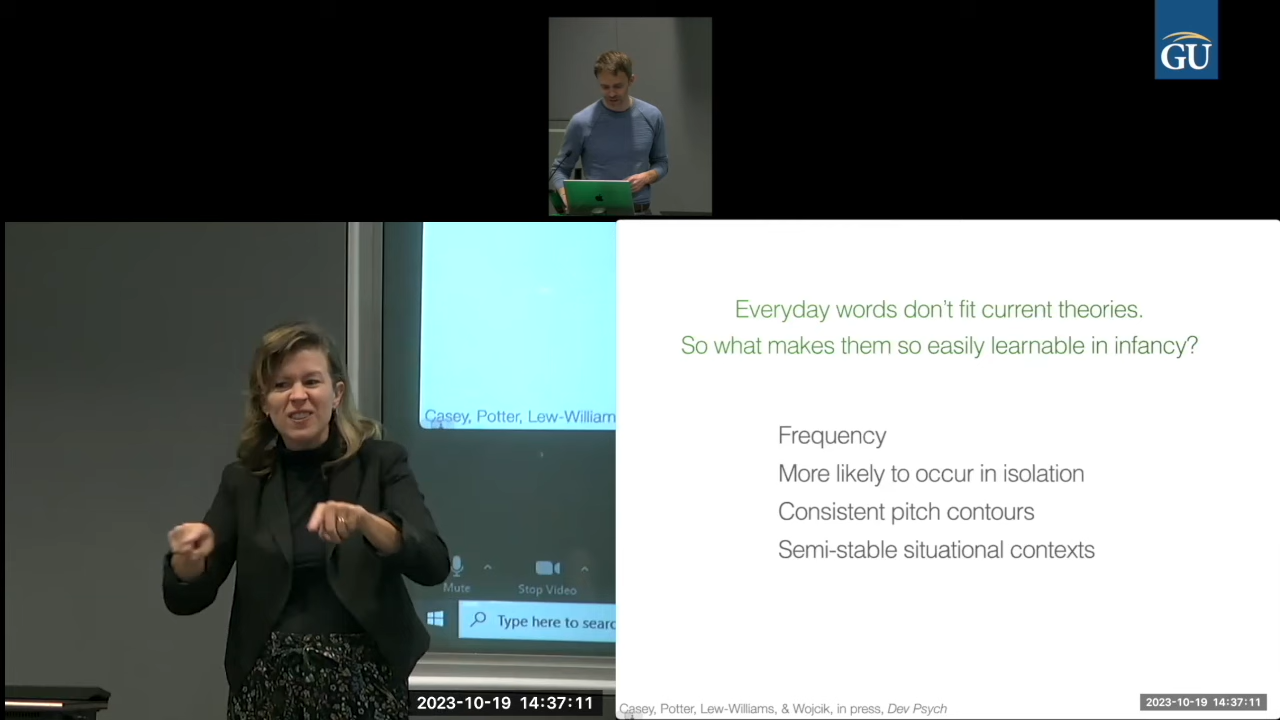 GU
Everyday words don't fit current theories.
So what makes them so easily learnable in infancy?
Casey, Potter, Lew-William
Frequency
More likely to occur in isolation
Consistent pitch contours
Semi-stable situational contexts
Mute
Stop Video
Type here to searc
2023-10-19 14:37:11
Casey, Potter, Lew-Williams, & Wojcik, in press, Dev Psych
2023-10-19 14:37:11